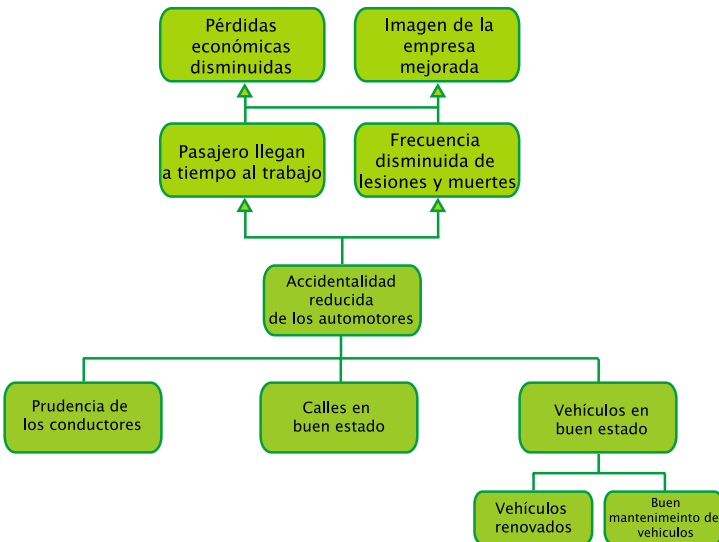 Pérdidas
económicas
disminuidas
Imagen de la
empresa
mejorada
Pasajero llegan
a tiempo al trabajo
Frecuencia
disminuida de
lesiones y muertes
Accidentalidad
reducida
de los automotores
Prudencia de
los conductores
Calles en
buen estado
Vehículos en
buen estado
Vehículos
renovados
Buen
mantenimeinto de
vehiculos